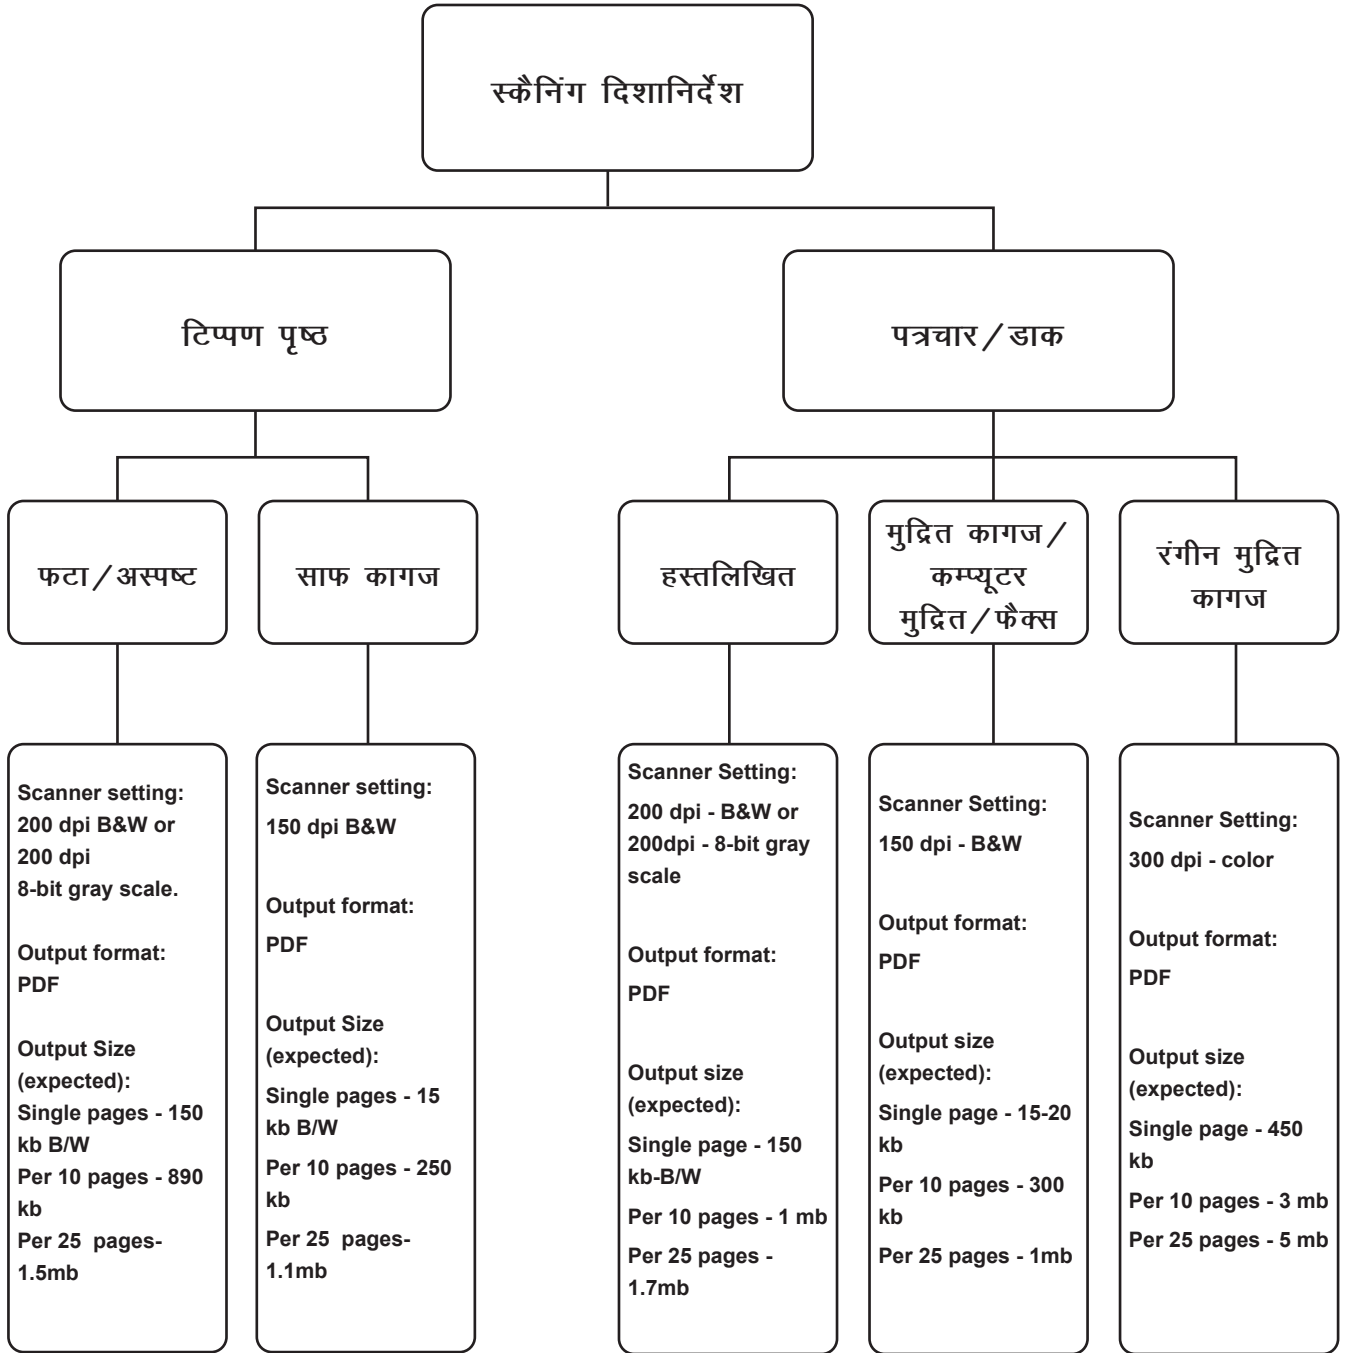 स्कैनिंग दिशानिर्देश
टिप्पण पृष्ठ
पत्रचार/डाक
फटा/अस्पष्ट
साफ कागज
हस्तलिखित
मुद्रित कागज/
कम्प्यूटर
मुद्रित/फैक्स
रंगीन मुद्रित
कागज
Scanner setting:
200 dpi B&W or
200 dpi
8-bit gray scale.
Output format:
PDF
Output Size
(expected):
Single pages - 150
kb B/W
Per 10 pages - 890
kb
Per 25 pages-
1.5mb
Scanner setting:
150 dpi B&W
Output format:
PDF
Output Size
(expected):
Single pages - 15
kb B/W
Per 10 pages - 250
kb
Per 25 pages-
1.1mb
Scanner Setting:
200 dpi - B&W or
200dpi - 8-bit gray
scale
Output format:
PDF
Output size
(expected):
Single page - 150
kb-B/W
Per 10 pages - 1 mb
Per 25 pages -
1.7mb
Scanner Setting:
150 dpi - B&W
Output format:
PDF
Output size
(expected):
Single page - 15-20
kb
Per 10 pages - 300
kb
Per 25 pages - 1mb
Scanner Setting:
300 dpi - color
Output format:
PDF
Output size
(expected):
Single page - 450
kb
Per 10 pages - 3 mb
Per 25 pages - 5 mb